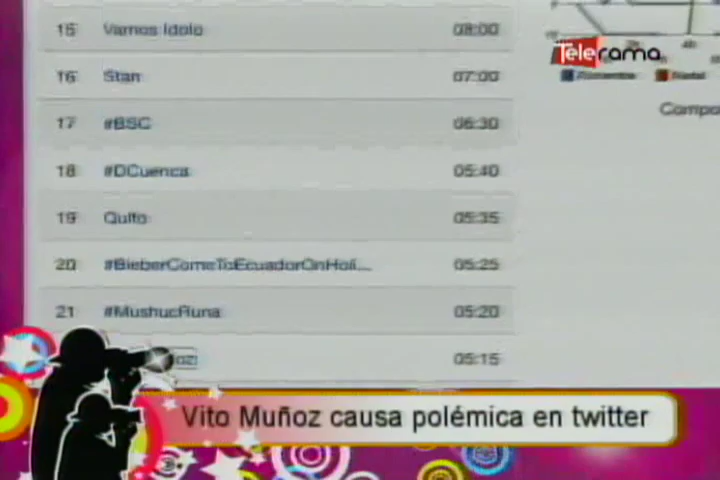 15 Vamos Idolo 08:00
Telerama
16 Stan 07:00
17 #BSC 06:30
18 #DCuenca 05:40
19 Quito 05:35
20 #BieberComeToEcuadorOnHoli... 05:25
21 #MushucRuna 05:20
05:15
Vito Muñoz causa polémica en twitter